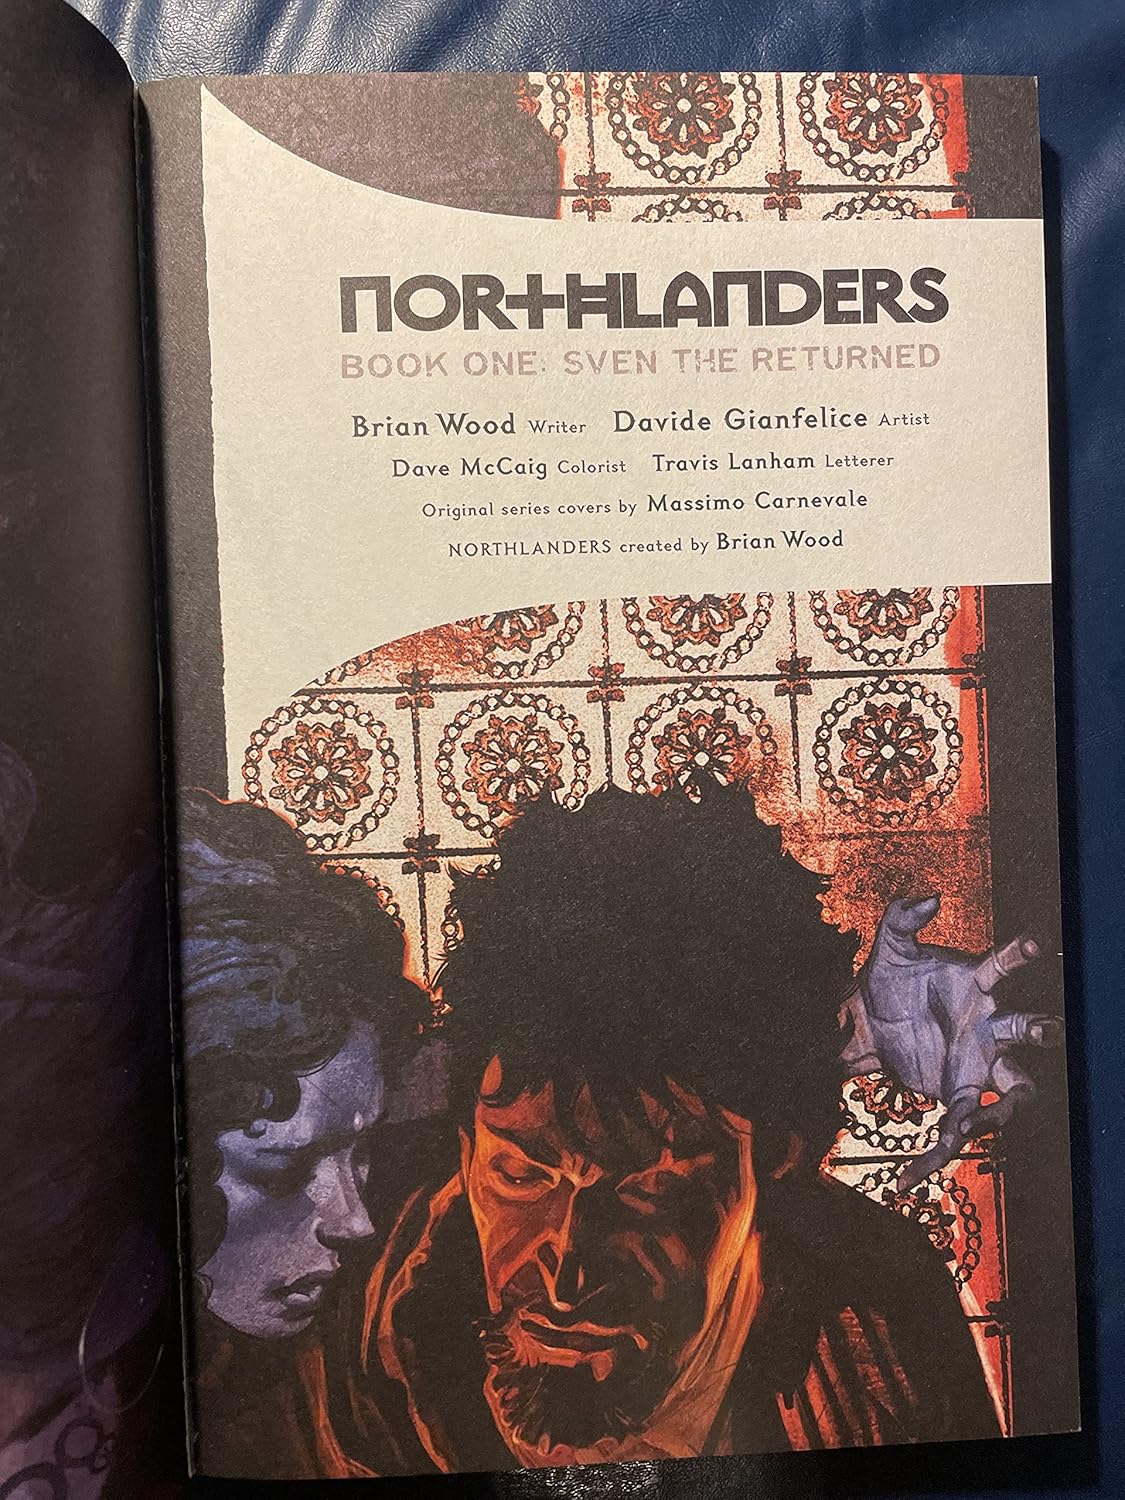 NORTHLANDERS
BOOK ONE: SVEN THE RETURNED
Brian Wood Writer Davide Gianfelice Artist
Dave McCaig Colorist Travis Lanham Letterer
Original series covers by Massimo Carnevale
NORTHLANDERS created by Brian Wood